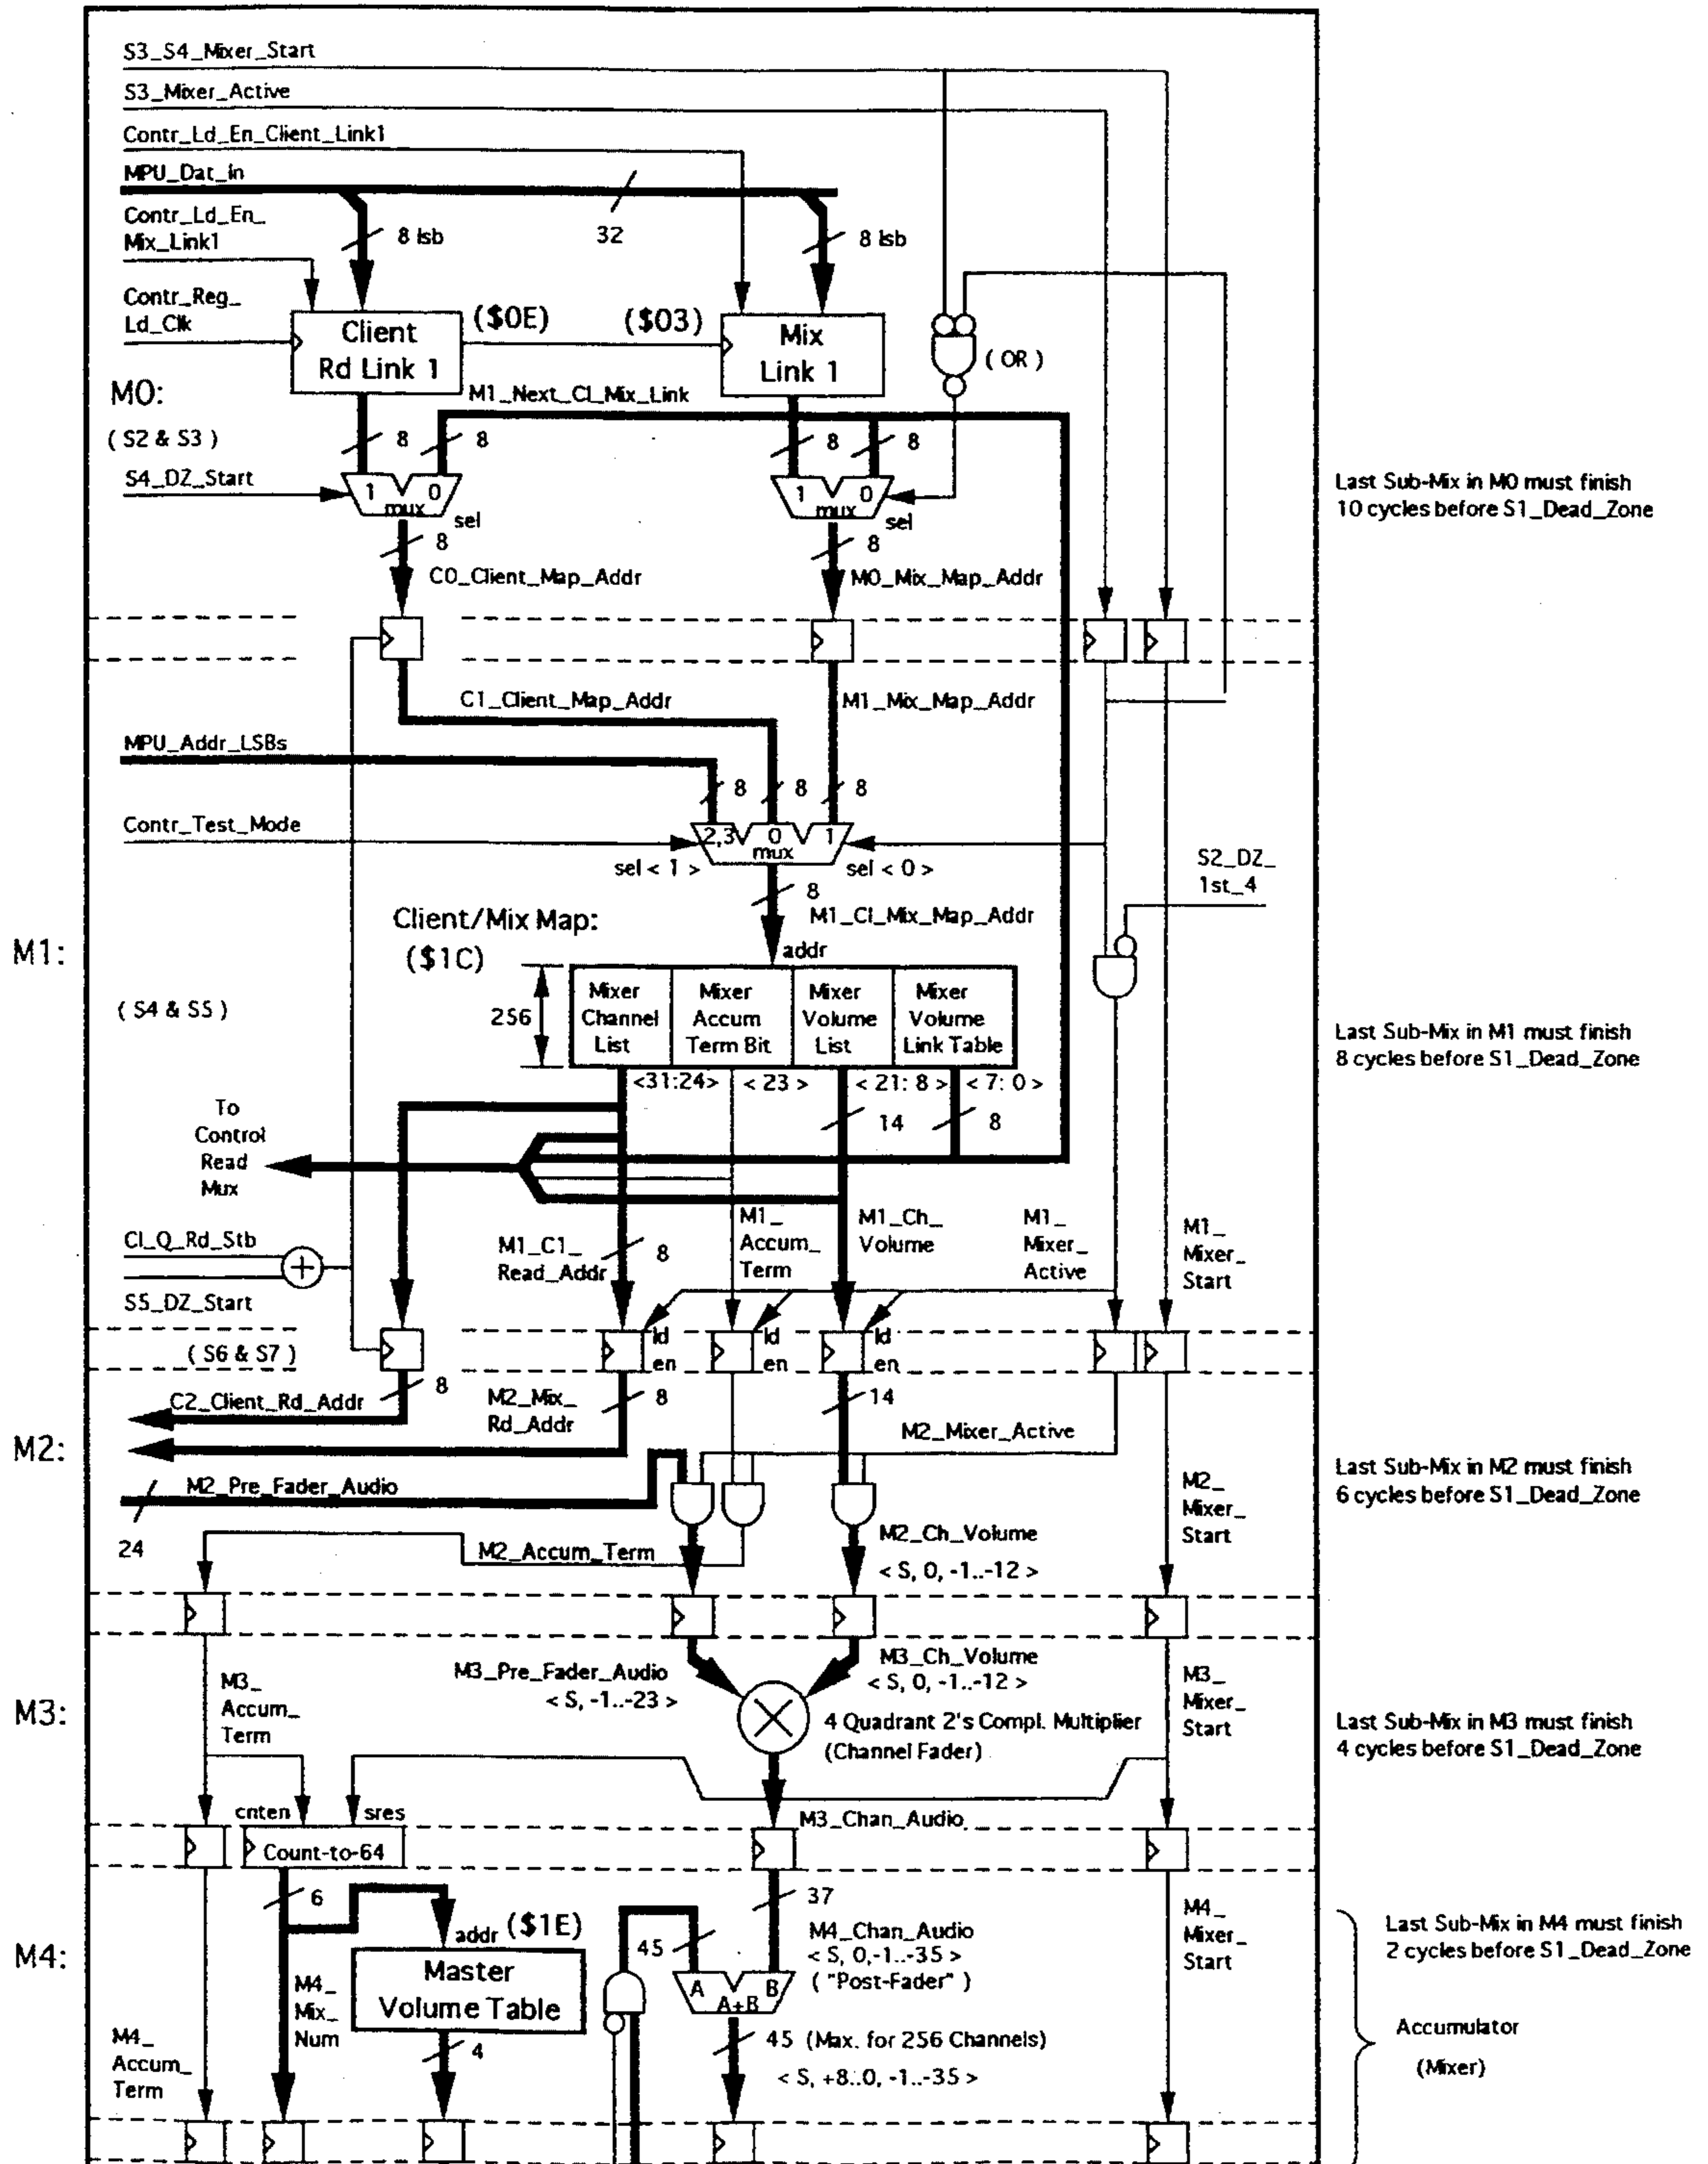 S3_S4_Mixer_Start
S3_Mixer_Active
Contr_Ld_En_Client_Link1
MPU_Dat_in
32
Contr_Ld_En_
Mix_Link1
8 lsb
8 lsb
Contr_Reg_
Ld_Clk
Client
Rd Link 1
($0E)
($03)
Mix
Link 1
( OR )
M0:
( S2 & S3 )
M1_Next_Cl_Mix_Link
8
8
8
8
S4_DZ_Start
1 0
mux
sel
1 0
mux
sel
Last Sub-Mix in M0 must finish
10 cycles before S1_Dead_Zone
8
8
C0_Client_Map_Addr
M0_Mix_Map_Addr
C1_Client_Map_Addr
M1_Mix_Map_Addr
MPU_Addr_LSBs
8
8
8
Contr_Test_Mode
2,3 0 1
mux
sel < 1 >
sel < 0 >
S2_DZ_
1st_4
8
M1_Cl_Mix_Map_Addr
Client/Mix Map:
($1C)
addr
M1:
( S4 & S5 )
256
Mixer
Channel
List
Mixer
Accum
Term Bit
Mixer
Volume
List
Mixer
Volume
Link Table
Last Sub-Mix in M1 must finish
8 cycles before S1_Dead_Zone
<31:24>
< 23 >
< 21: 8 >
< 7: 0 >
14
8
To
Control
Read
Mux
Cl_Q_Rd_Stb
S5_DZ_Start
M1_C1_
Read_Addr
8
M1_
Accum_
Term
M1_Ch_
Volume
M1_
Mixer_
Active
M1_
Mixer_
Start
( S6 & S7 )
ld
en
ld
en
ld
en
8
C2_Client_Rd_Addr
M2_Mix_
Rd_Addr
8
14
M2_Mixer_Active
M2:
M2_Pre_Fader_Audio
24
Last Sub-Mix in M2 must finish
6 cycles before S1_Dead_Zone
M2_
Mixer_
Start
M2_Accum_Term
M2_Ch_Volume
< S, 0, -1..-12 >
M3_Pre_Fader_Audio
< S, -1..-23 >
M3_Ch_Volume
< S, 0, -1..-12 >
M3:
M3_
Accum_
Term
M3_
Mixer_
Start
4 Quadrant 2's Compl. Multiplier
(Channel Fader)
Last Sub-Mix in M3 must finish
4 cycles before S1_Dead_Zone
cnten
sres
M3_Chan_Audio
Count-to-64
6
37
addr ($1E)
45
M4_Chan_Audio
< S, 0,-1..-35 >
( "Post-Fader" )
M4_
Mixer_
Start
Last Sub-Mix in M4 must finish
2 cycles before S1_Dead_Zone
M4:
Master
Volume Table
A B
A+B
M4_
Mix_
Num
M4_
Accum_
Term
4
45 (Max. for 256 Channels)
< S, +8..0, -1..-35 >
Accumulator
(Mixer)